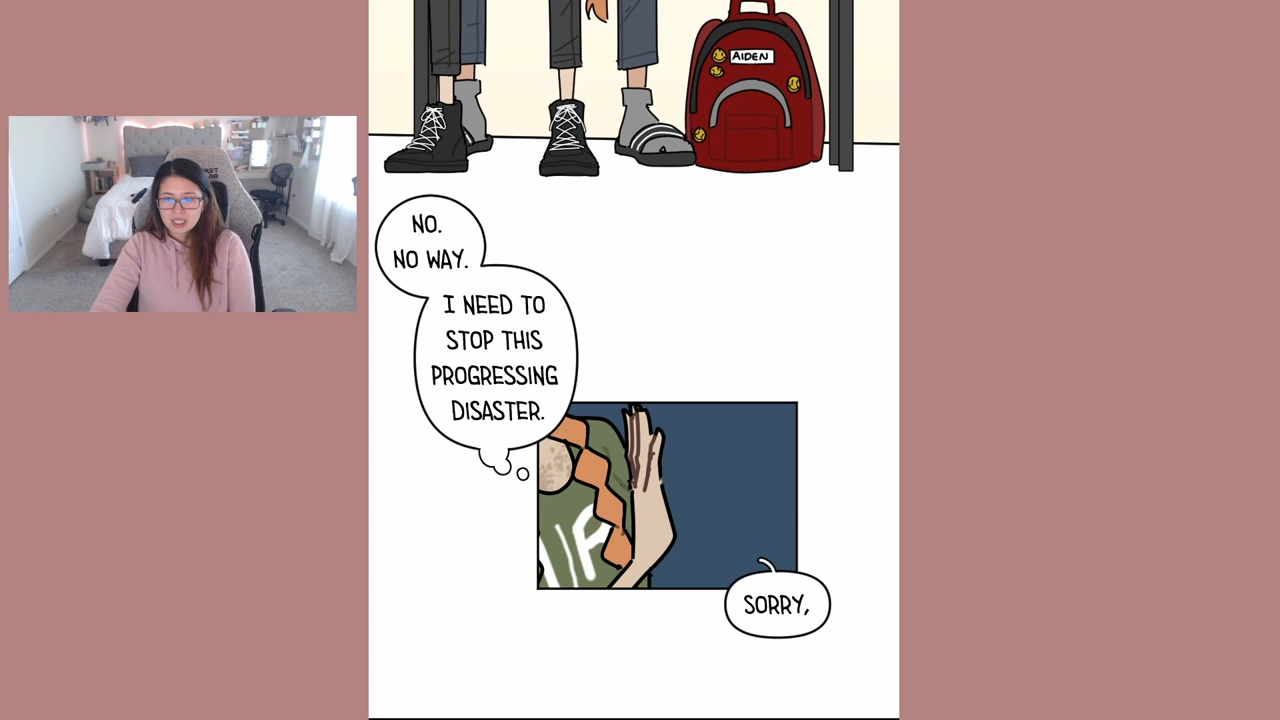 AIDEN
NO.
NO WAY.
I NEED TO
STOP THIS
PROGRESSING
DISASTER.
SORRY,